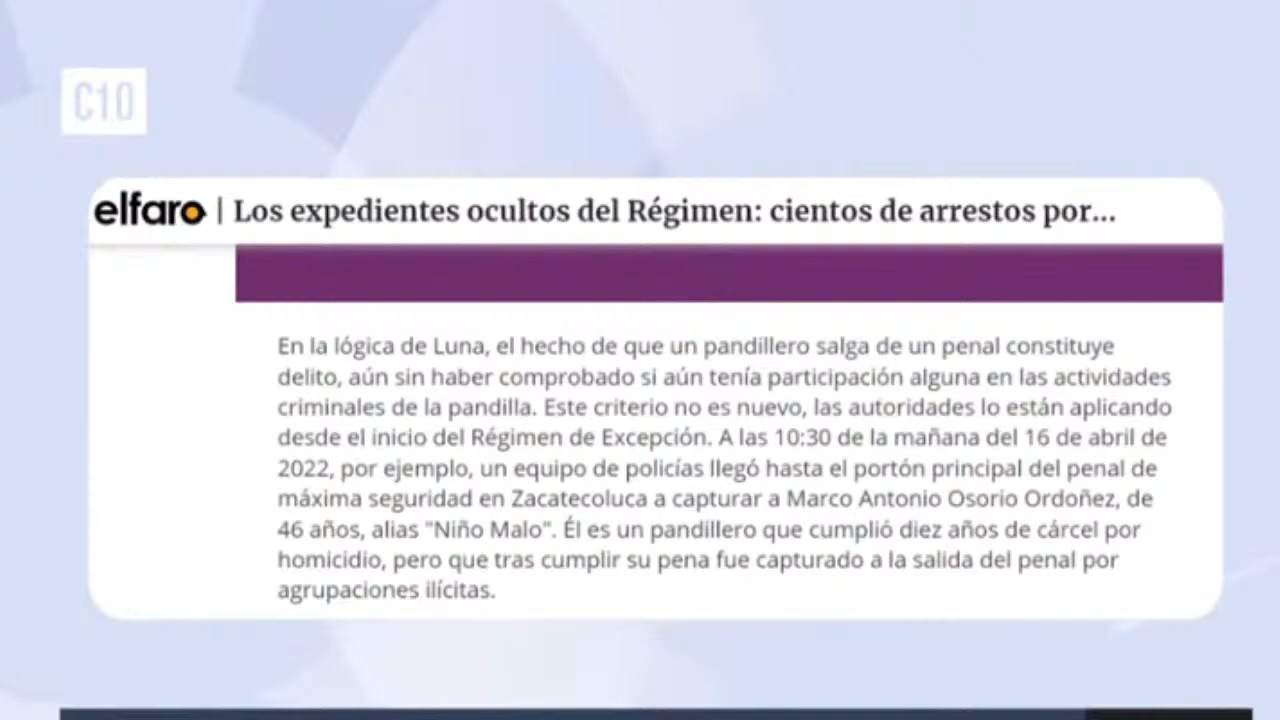 C10
elfaro | Los expedientes ocultos del Régimen: cientos de arrestos por...
En la lógica de Luna, el hecho de que un pandillero salga de un penal constituye
delito, aún sin haber comprobado si aún tenía participación alguna en las actividades
criminales de la pandilla. Este criterio no es nuevo, las autoridades lo están aplicando
desde el inicio del Régimen de Excepción. A las 10:30 de la mañana del 16 de abril de
2022, por ejemplo, un equipo de policías llegó hasta el portón principal del penal de
máxima seguridad en Zacatecoluca a capturar a Marco Antonio Osorio Ordoñez, de
46 años, alias "Niño Malo". Él es un pandillero que cumplió diez años de cárcel por
homicidio, pero que tras cumplir su pena fue capturado a la salida del penal por
agrupaciones ilícitas.